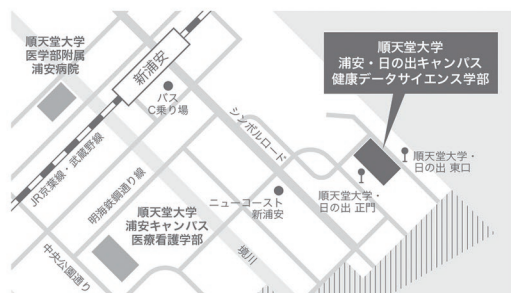 順天堂大学
医学部附属
浦安病院
新浦安
バス
C乗り場
順天堂大学
浦安・日の出キャンパス
健康データサイエンス学部
シンボルロード
JR京葉線・武蔵野線
明海鉄鋼通り線
順天堂大学・
日の出 東口
順天堂大学・
日の出 正門
ニューコースト
新浦安
順天堂大学
浦安キャンパス
医療看護学部
境川
中央公園通り